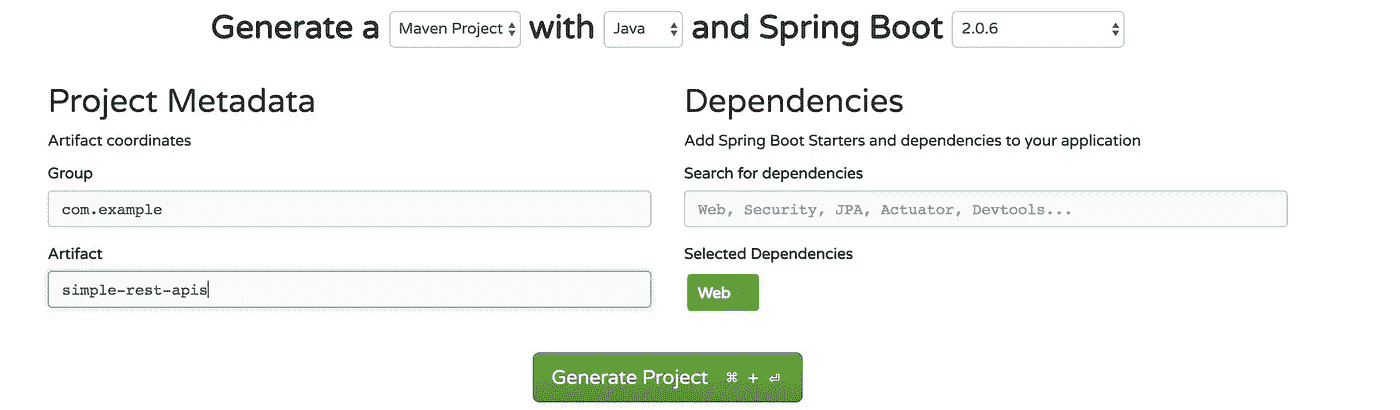 Generate a Maven Project with Java and Spring Boot 2.0.6
Project Metadata
Artifact coordinates
Group
com.example
Artifact
simple-rest-apis
Dependencies
Add Spring Boot Starters and dependencies to your application
Search for dependencies
Web, Security, JPA, Actuator, Devtools...
Selected Dependencies
Web
Generate Project ⌘ + ⏎